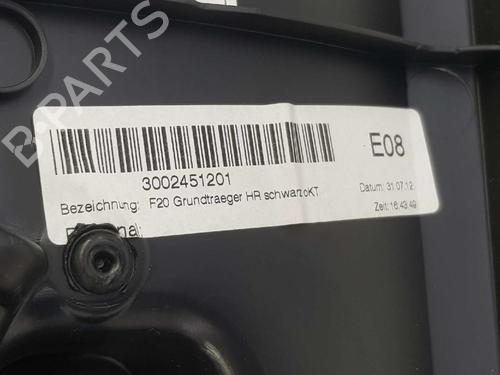 B-PARTS
E08
3002451201
Bezeichnung: F20 Grundtraeger HR schwarzoKT
Datum: 31.07.12
Zeit: 16:43:49